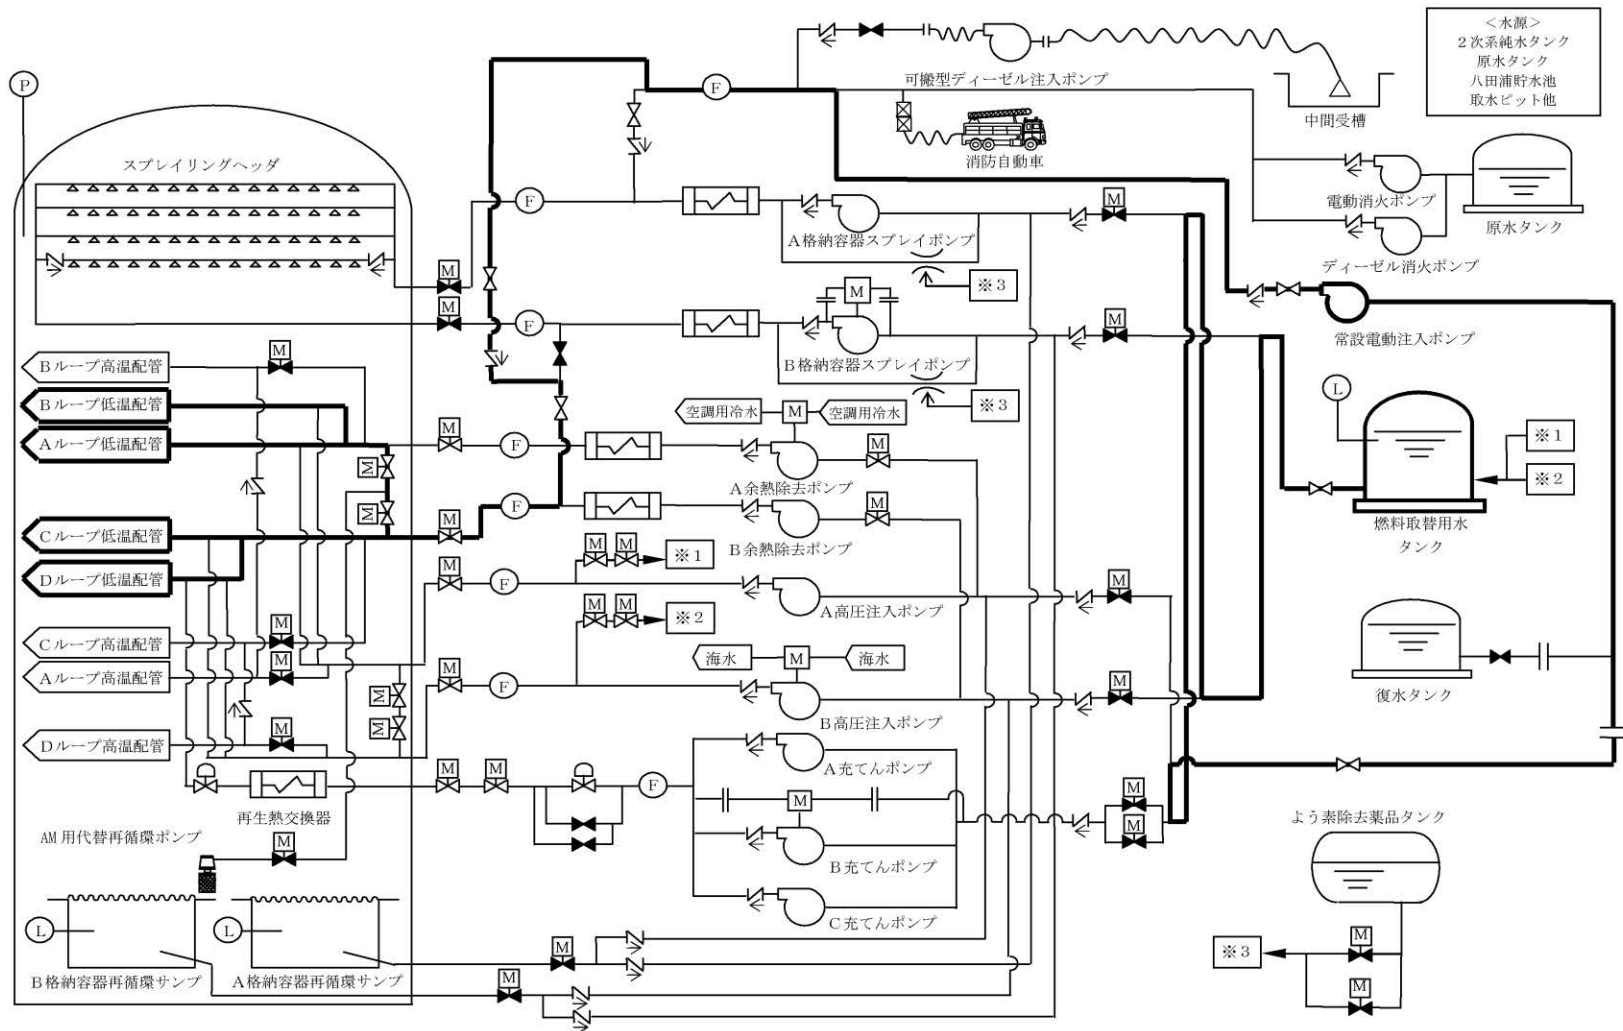 ＜水源＞
２次系純水タンク
原水タンク
八田浦貯水池
取水ピット他
可搬型ディーゼル注入ポンプ
中間受槽
P
F
消防自動車
スプレイリングヘッダ
電動消火ポンプ
原水タンク
M
F
A格納容器スプレイポンプ
ディーゼル消火ポンプ
M
※３
M
M
F
M
常設電動注入ポンプ
B格納容器スプレイポンプ
Bループ高温配管
M
※３
L
Bループ低温配管
空調用冷水
M
空調用冷水
Aループ低温配管
M
F
M
※１
M
A余熱除去ポンプ
※２
M
M
F
M
Cループ低温配管
燃料取替用水
タンク
B余熱除去ポンプ
M
M
※１
Dループ低温配管
M
F
M
A高圧注入ポンプ
M
M
※２
Cループ高温配管
M
Aループ高温配管
M
M
F
海水
M
海水
M
M
M
復水タンク
B高圧注入ポンプ
Dループ高温配管
M
A充てんポンプ
M
M
F
再生熱交換器
M
M
M
よう素除去薬品タンク
AM用代替再循環ポンプ
M
B充てんポンプ
C充てんポンプ
L
L
M
※３
M
B格納容器再循環サンプ
A格納容器再循環サンプ
M
M